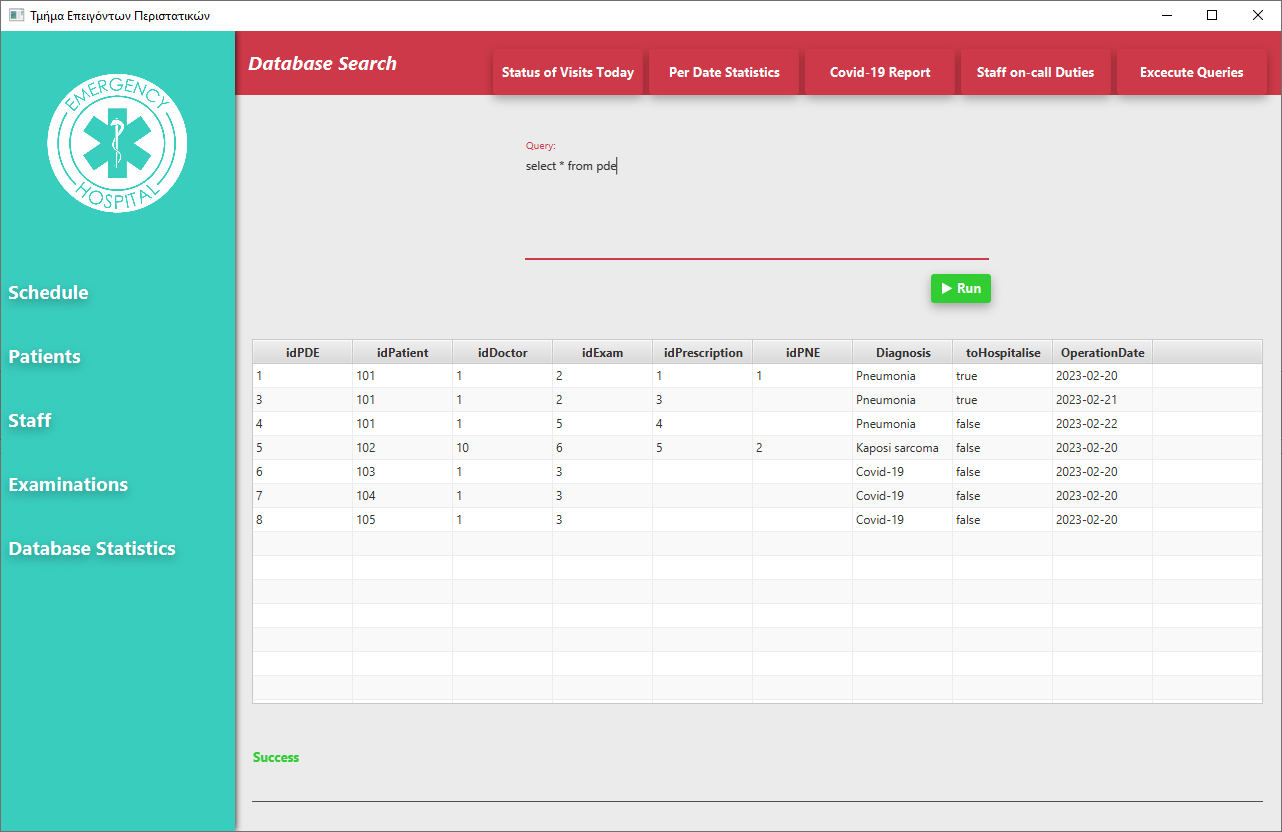 Τμήμα Επειγόντων Περιστατικών
EMERGENCY
HOSPITAL
Schedule
Patients
Staff
Examinations
Database Statistics
Database Search
Status of Visits Today
Per Date Statistics
Covid-19 Report
Staff on-call Duties
Excecute Queries
Query:
select * from pde
Run
idPDE idPatient idDoctor idExam idPrescription idPNE Diagnosis toHospitalise OperationDate
1 101 1 2 1 1 Pneumonia true 2023-02-20
3 101 1 2 3 Pneumonia true 2023-02-21
4 101 1 5 4 Pneumonia false 2023-02-22
5 102 10 6 5 2 Kaposi sarcoma false 2023-02-20
6 103 1 3 Covid-19 false 2023-02-20
7 104 1 3 Covid-19 false 2023-02-20
8 105 1 3 Covid-19 false 2023-02-20
Success